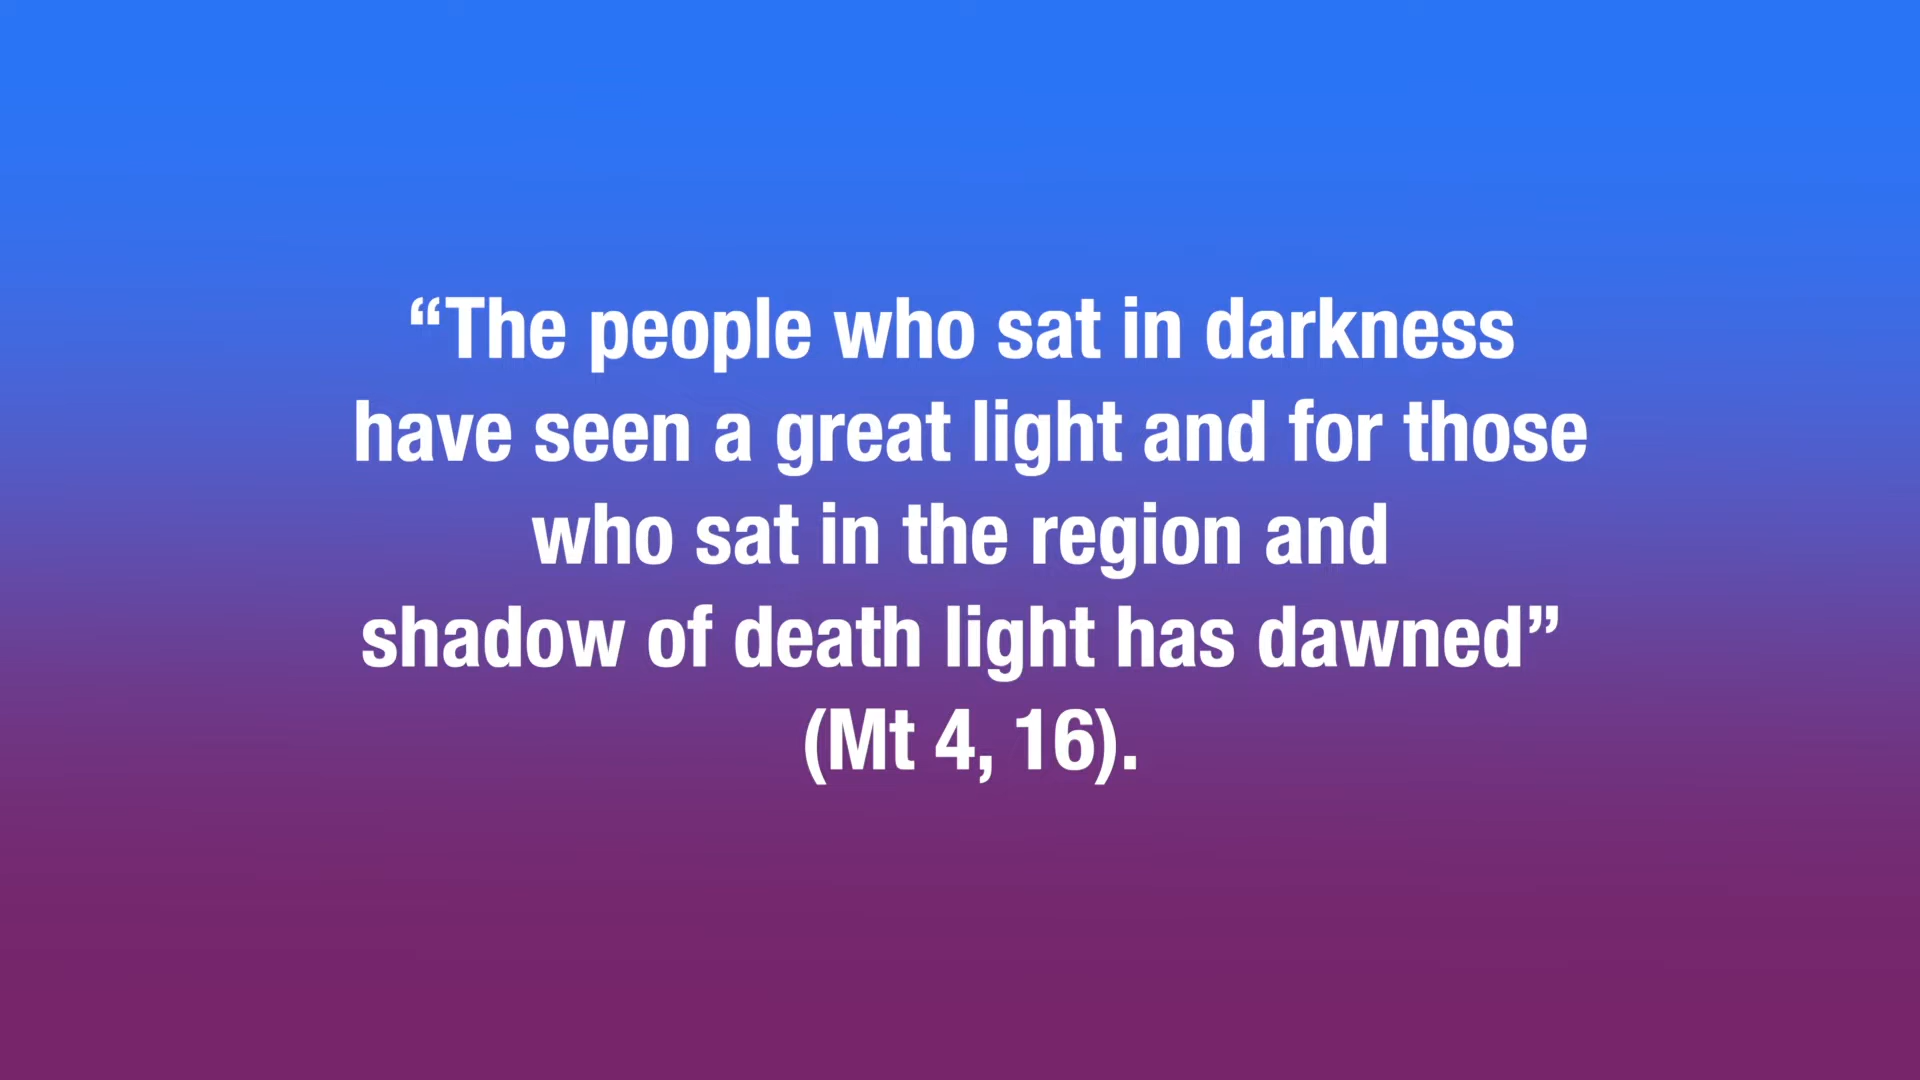 “The people who sat in darkness
have seen a great light and for those
who sat in the region and
shadow of death light has dawned”
(Mt 4, 16).